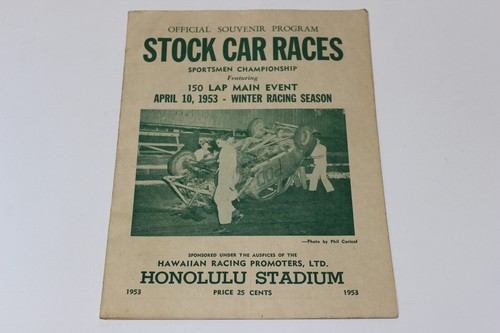 OFFICIAL SOUVENIR PROGRAM
STOCK CAR RACES
SPORTSMEN CHAMPIONSHIP
Featuring
150 LAP MAIN EVENT
APRIL 10, 1953 - WINTER RACING SEASON
—Photo by Phil Carisal
SPONSORED UNDER THE AUSPICES OF THE
HAWAIIAN RACING PROMOTERS, LTD.
HONOLULU STADIUM
1953 PRICE 25 CENTS 1953